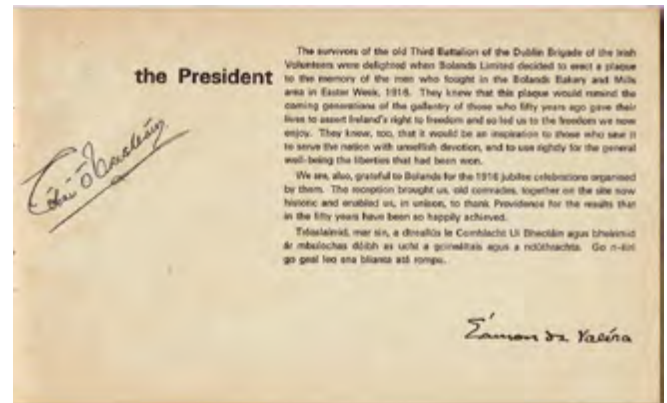 the President
The survivors of the old Third Battalion of the Dublin Brigade of the Irish
Volunteers were delighted when Bolands Limited decided to erect a plaque
to the memory of the men who fought in the Bolands Bakery and Mills
area in Easter Week, 1916. They knew that this plaque would remind the
coming generations of the gallantry of those who fifty years ago gave their
lives to assert Ireland's right to freedom and so led us to the freedom we now
enjoy. They knew, too, that it would be an inspiration to those who saw it
to serve the nation with unselfish devotion, and to use rightly for the general
well-being the liberties that had been won.
We are, also, grateful to Bolands for the 1916 jubilee celebrations organised
by them. The reception brought us, old comrades, together on the site now
historic and enabled us, in unison, to thank Providence for the results that
in the fifty years have been so happily achieved.
mar sin, a le Comhlacht Uí Bheoláin agus bheirimíd
ár mbuíochas dóibh as ucht a agus a ndúthrachta. Go n-éirí
go geal leo sna blianta atá rompu.
Éamon de Valéra